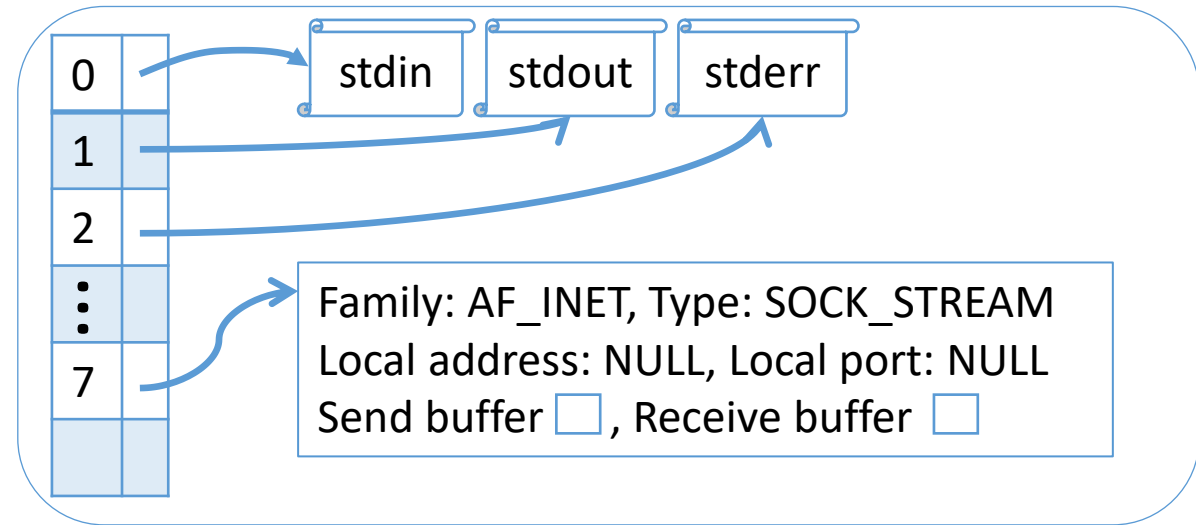 0
stdin
stdout
stderr
1
2
⋮
7
Family: AF_INET, Type: SOCK_STREAM
Local address: NULL, Local port: NULL
Send buffer , Receive buffer